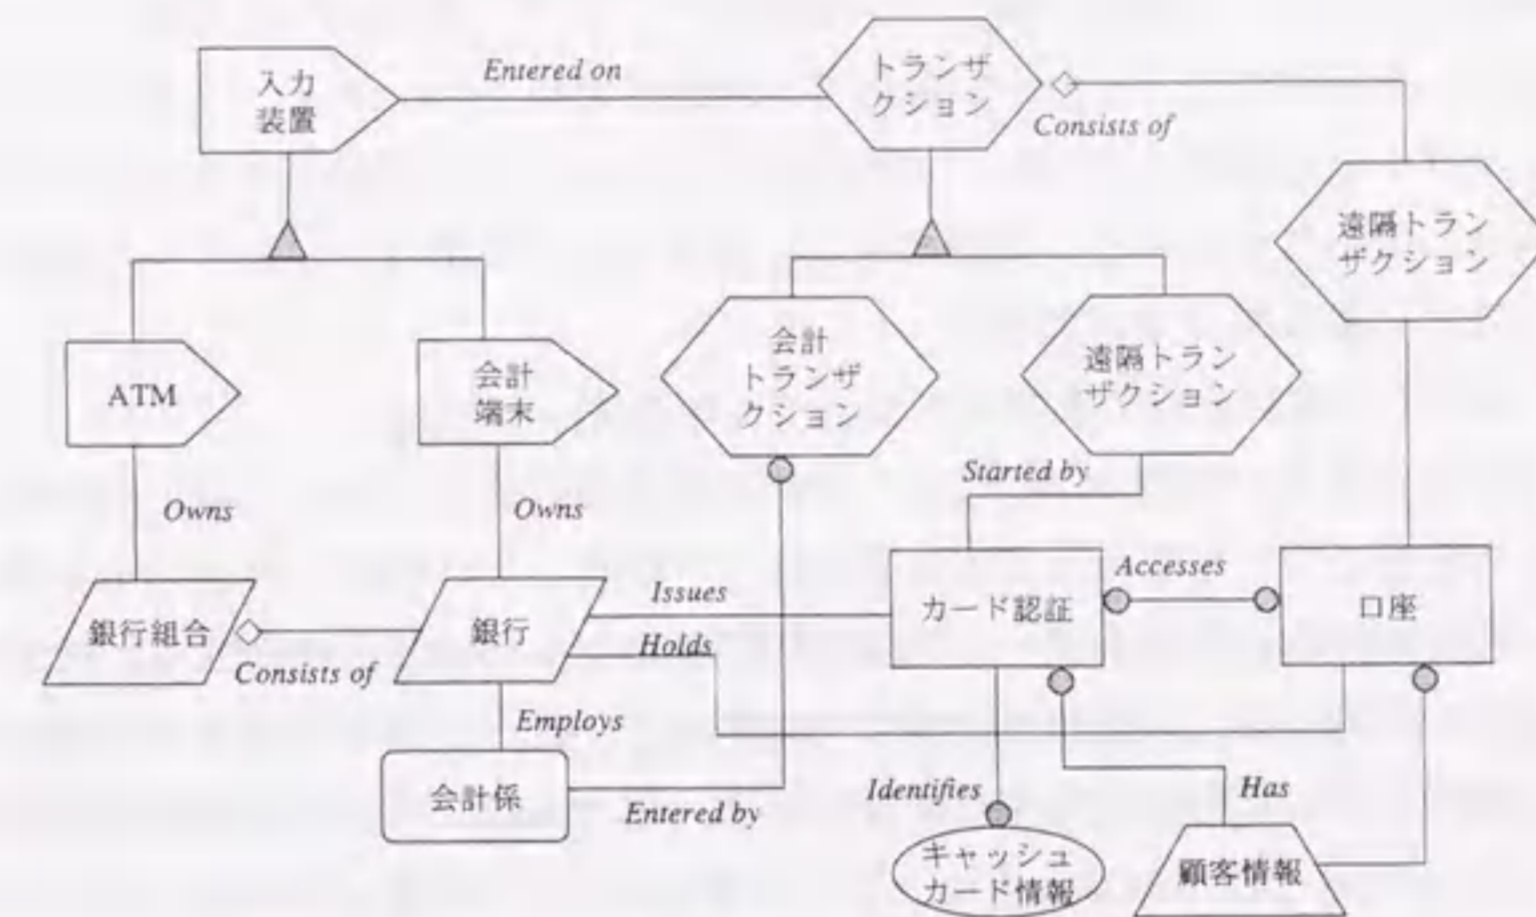 入力
装置
Entered on
トランザ
クション
Consists of
遠隔トラン
ザクション
ATM
会計
端末
会計
トランザ
クション
遠隔トラン
ザクション
Owns
Owns
Started by
銀行組合
Consists of
銀行
Issues
Holds
カード認証
Accesses
口座
Employs
会計係
Entered by
Identifies
キャッシュ
カード情報
Has
顧客情報